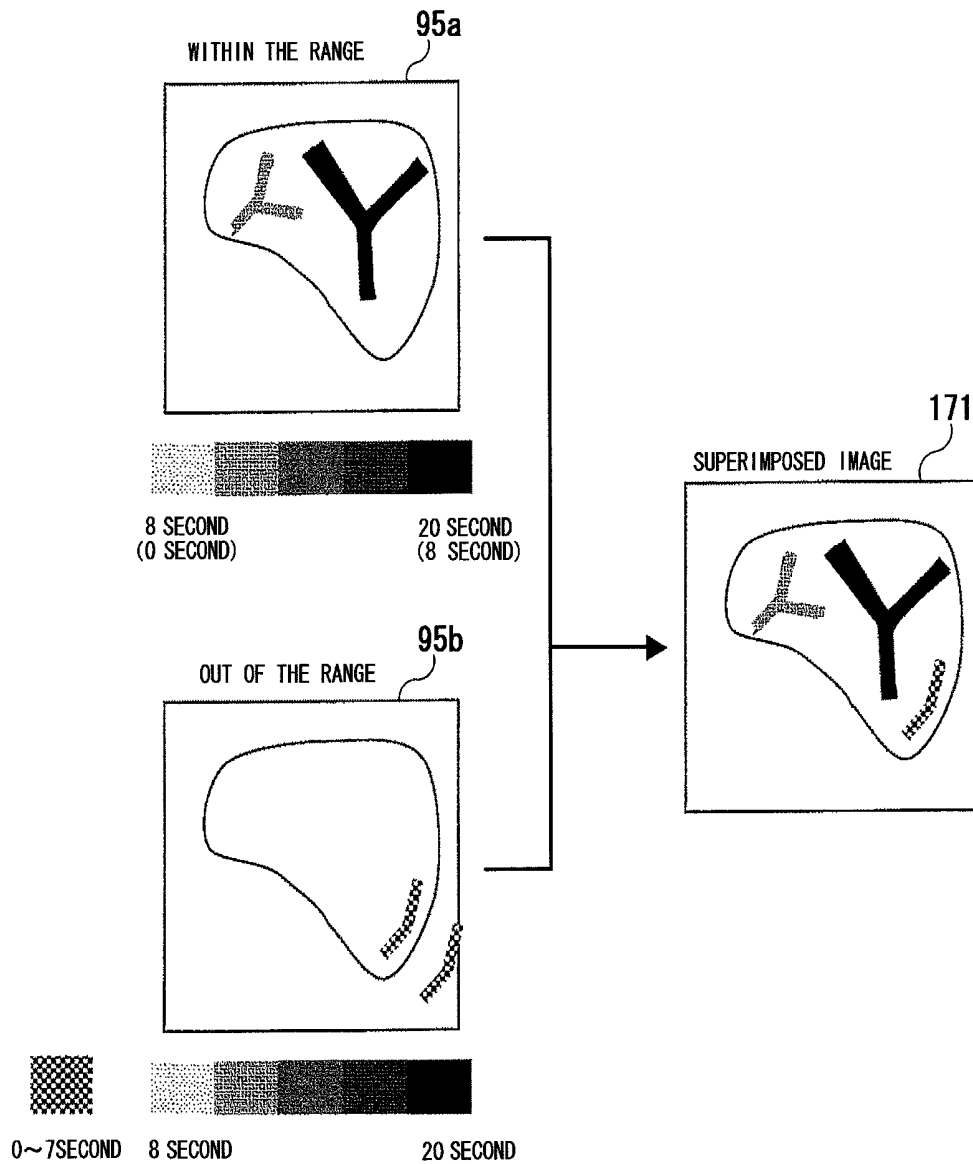 95a
WITHIN THE RANGE
8 SECOND
(0 SECOND)
20 SECOND
(8 SECOND)
95b
OUT OF THE RANGE
0～7SECOND
8 SECOND
20 SECOND
171
SUPERIMPOSED IMAGE